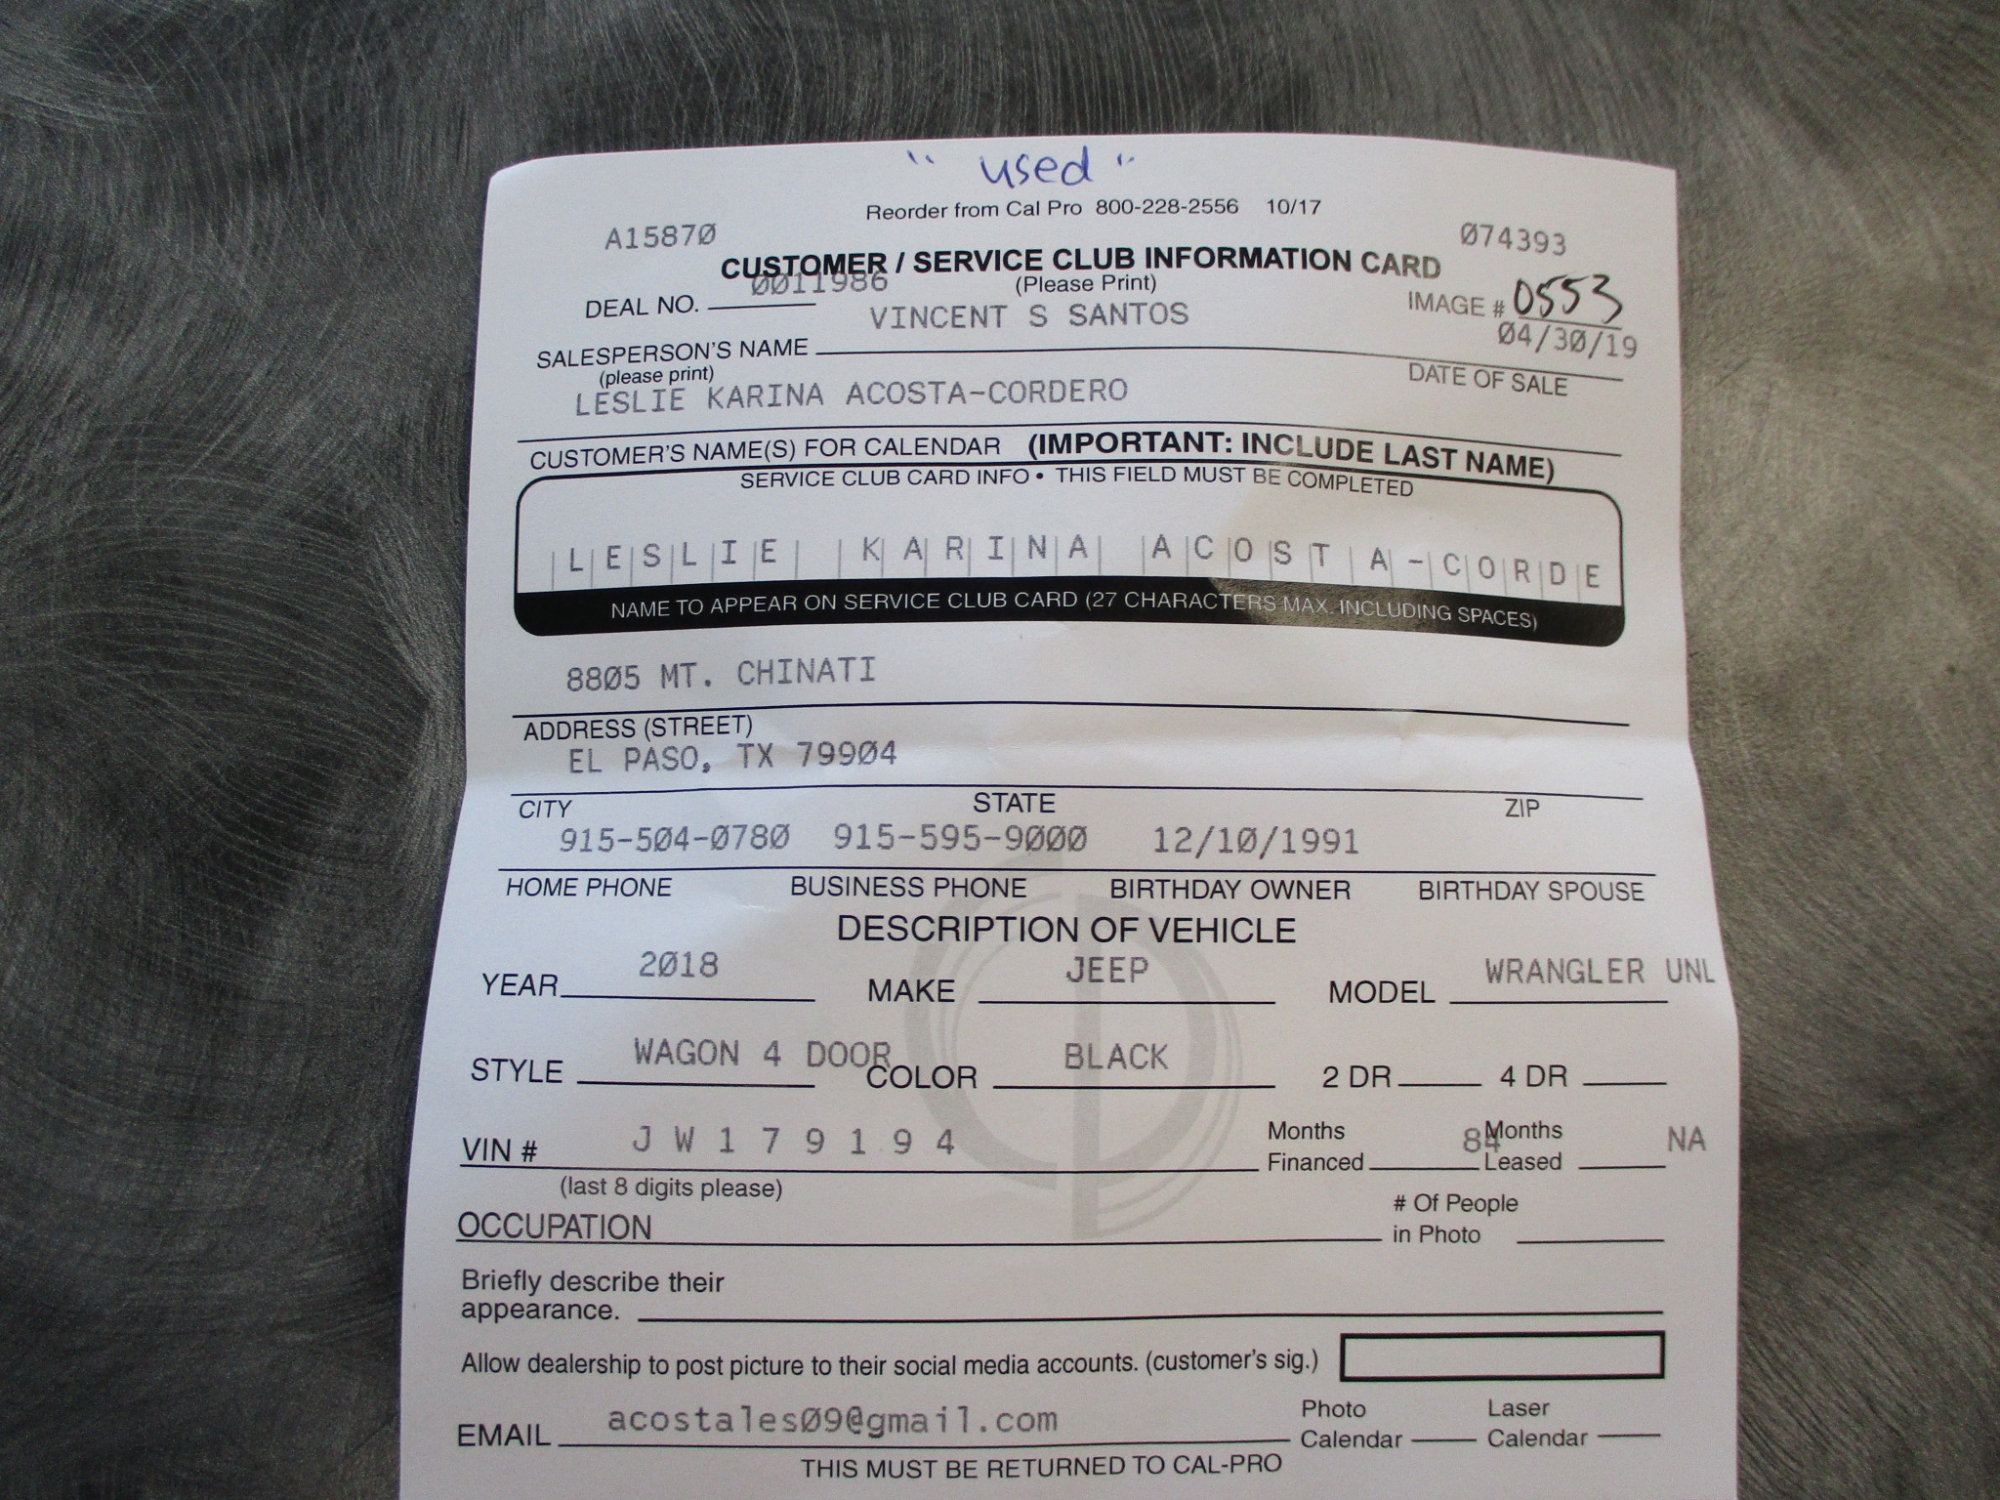 " used "
Reorder from Cal Pro 800-228-2556 10/17
A15870 074393
CUSTOMER / SERVICE CLUB INFORMATION CARD
0011986 (Please Print)
DEAL NO. IMAGE # 0553
VINCENT S SANTOS 04/30/19
SALESPERSON'S NAME DATE OF SALE
(please print)
LESLIE KARINA ACOSTA-CORDERO
CUSTOMER'S NAME(S) FOR CALENDAR (IMPORTANT: INCLUDE LAST NAME)
SERVICE CLUB CARD INFO • THIS FIELD MUST BE COMPLETED
LESLIE KARINA ACOSTA-CORDE
NAME TO APPEAR ON SERVICE CLUB CARD (27 CHARACTERS MAX. INCLUDING SPACES)
8805 MT. CHINATI
ADDRESS (STREET)
EL PASO, TX 79904
CITY STATE ZIP
915-504-0780 915-595-9000 12/10/1991
HOME PHONE BUSINESS PHONE BIRTHDAY OWNER BIRTHDAY SPOUSE
DESCRIPTION OF VEHICLE
YEAR 2018 MAKE JEEP MODEL WRANGLER UNL
STYLE WAGON 4 DOOR COLOR BLACK 2 DR 4 DR
VIN # JW179194 Months Financed 84 Months Leased NA
(last 8 digits please)
OCCUPATION # Of People in Photo
Briefly describe their
appearance.
Allow dealership to post picture to their social media accounts. (customer's sig.)
EMAIL acostales09@gmail.com Photo Calendar Laser Calendar
THIS MUST BE RETURNED TO CAL-PRO